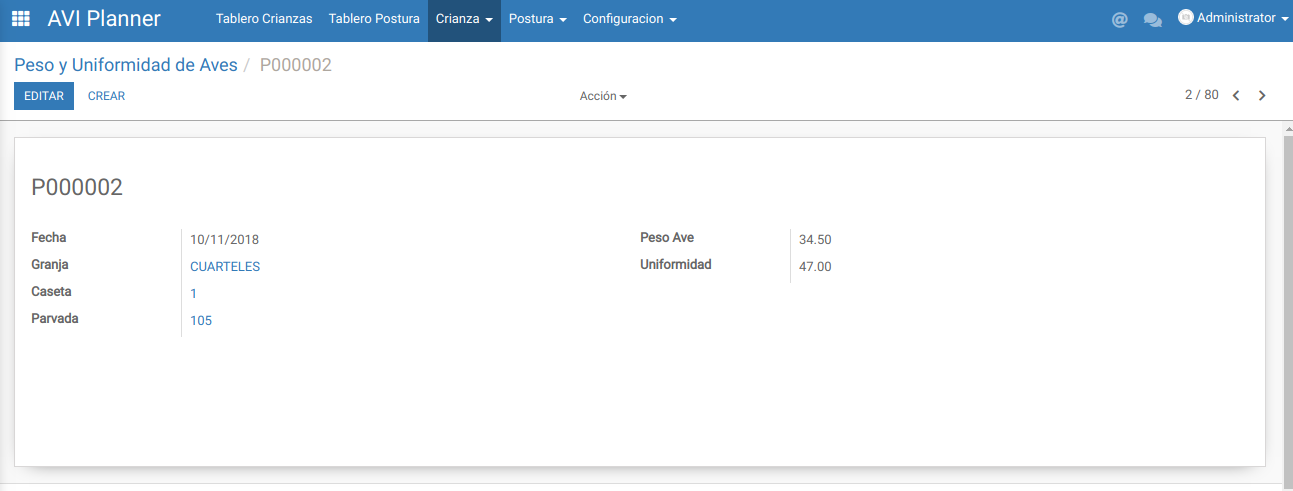 AVI Planner Tablero Crianzas Tablero Postura Crianza Postura Configuracion @ Administrator
Peso y Uniformidad de Aves / P000002
EDITAR CREAR Acción 2 / 80
P000002
Fecha 10/11/2018 Peso Ave 34.50
Granja CUARTELES Uniformidad 47.00
Caseta 1
Parvada 105